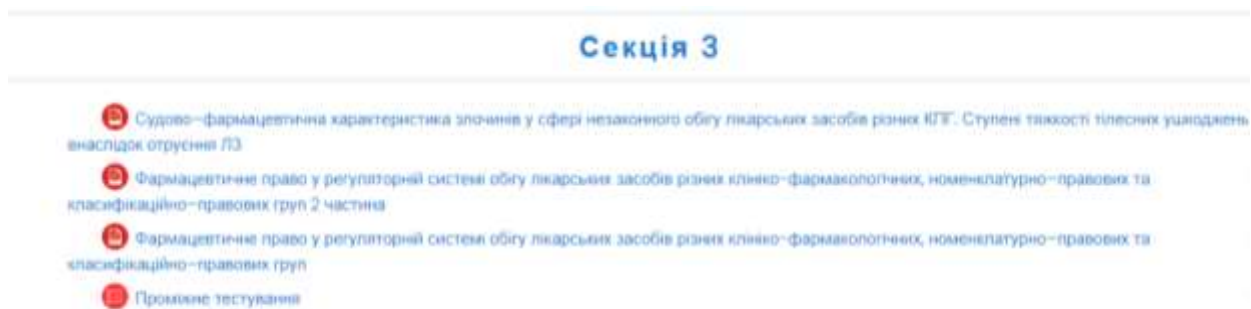 Секція 3
Судово-фармацевтична характеристика злочинів у сфері незаконного обігу лікарських засобів різних КПГ. Ступені тяжкості тілесних ушкоджень
внаслідок отруєння ЛЗ
Фармацевтичне право у регуляторній системі обігу лікарських засобів різних клініко-фармакологічних, номенклатурно-правових та
класифікаційно-правових груп 2 частина
Фармацевтичне право у регуляторній системі обігу лікарських засобів різних клініко-фармакологічних, номенклатурно-правових та
класифікаційно-правових груп
Проміжне тестування